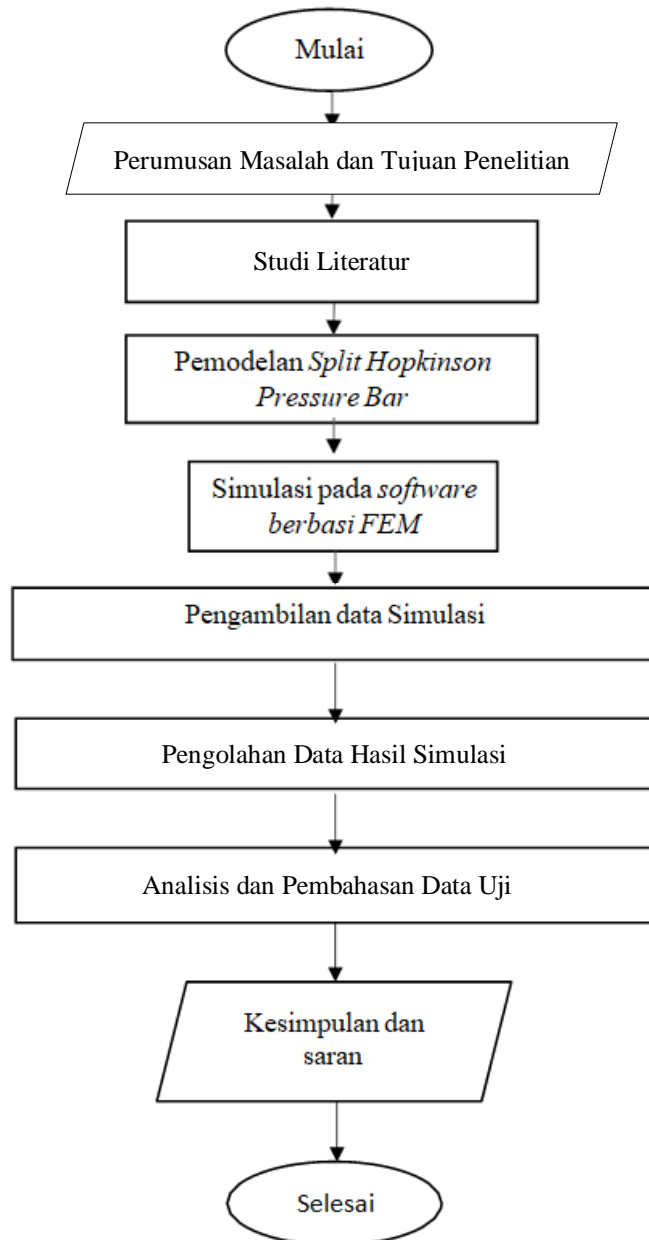 Mulai
Perumusan Masalah dan Tujuan Penelitian
Studi Literatur
Pemodelan Split Hopkinson
Pressure Bar
Simulasi pada software
berbasi FEM
Pengambilan data Simulasi
Pengolahan Data Hasil Simulasi
Analisis dan Pembahasan Data Uji
Kesimpulan dan
saran
Selesai